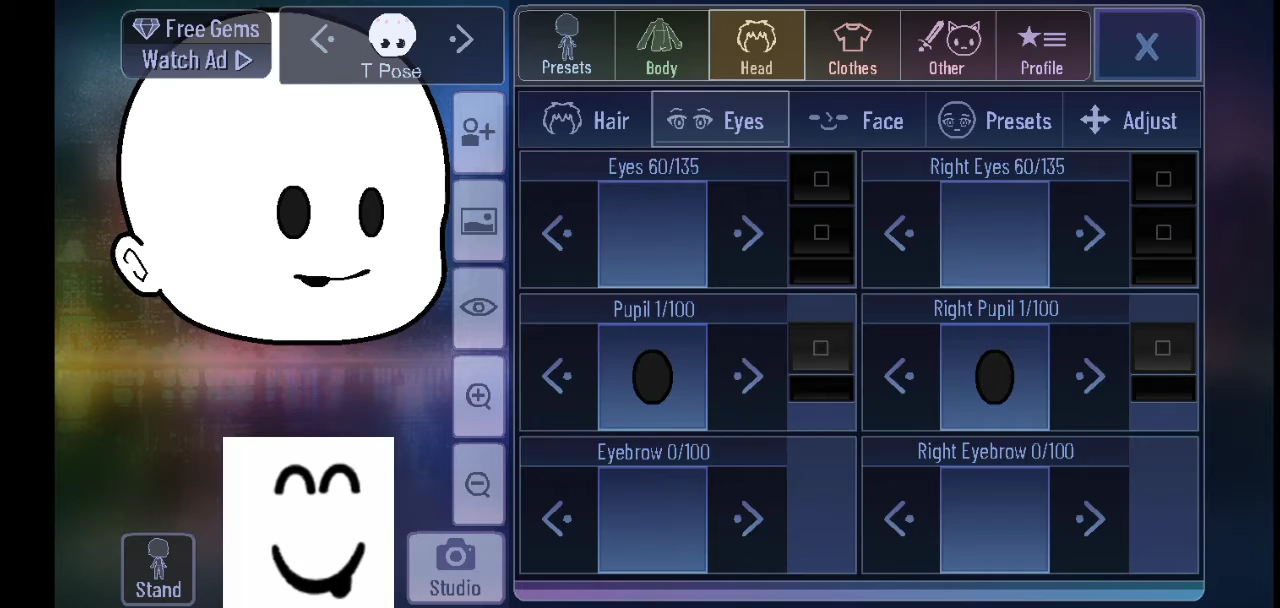 Free Gems
Watch Ad
T Pose
Presets
Body
Head
Clothes
Other
Profile
X
Hair
Eyes
Face
Presets
Adjust
Eyes 60/135
Right Eyes 60/135
Pupil 1/100
Right Pupil 1/100
Eyebrow 0/100
Right Eyebrow 0/100
Stand
Studio